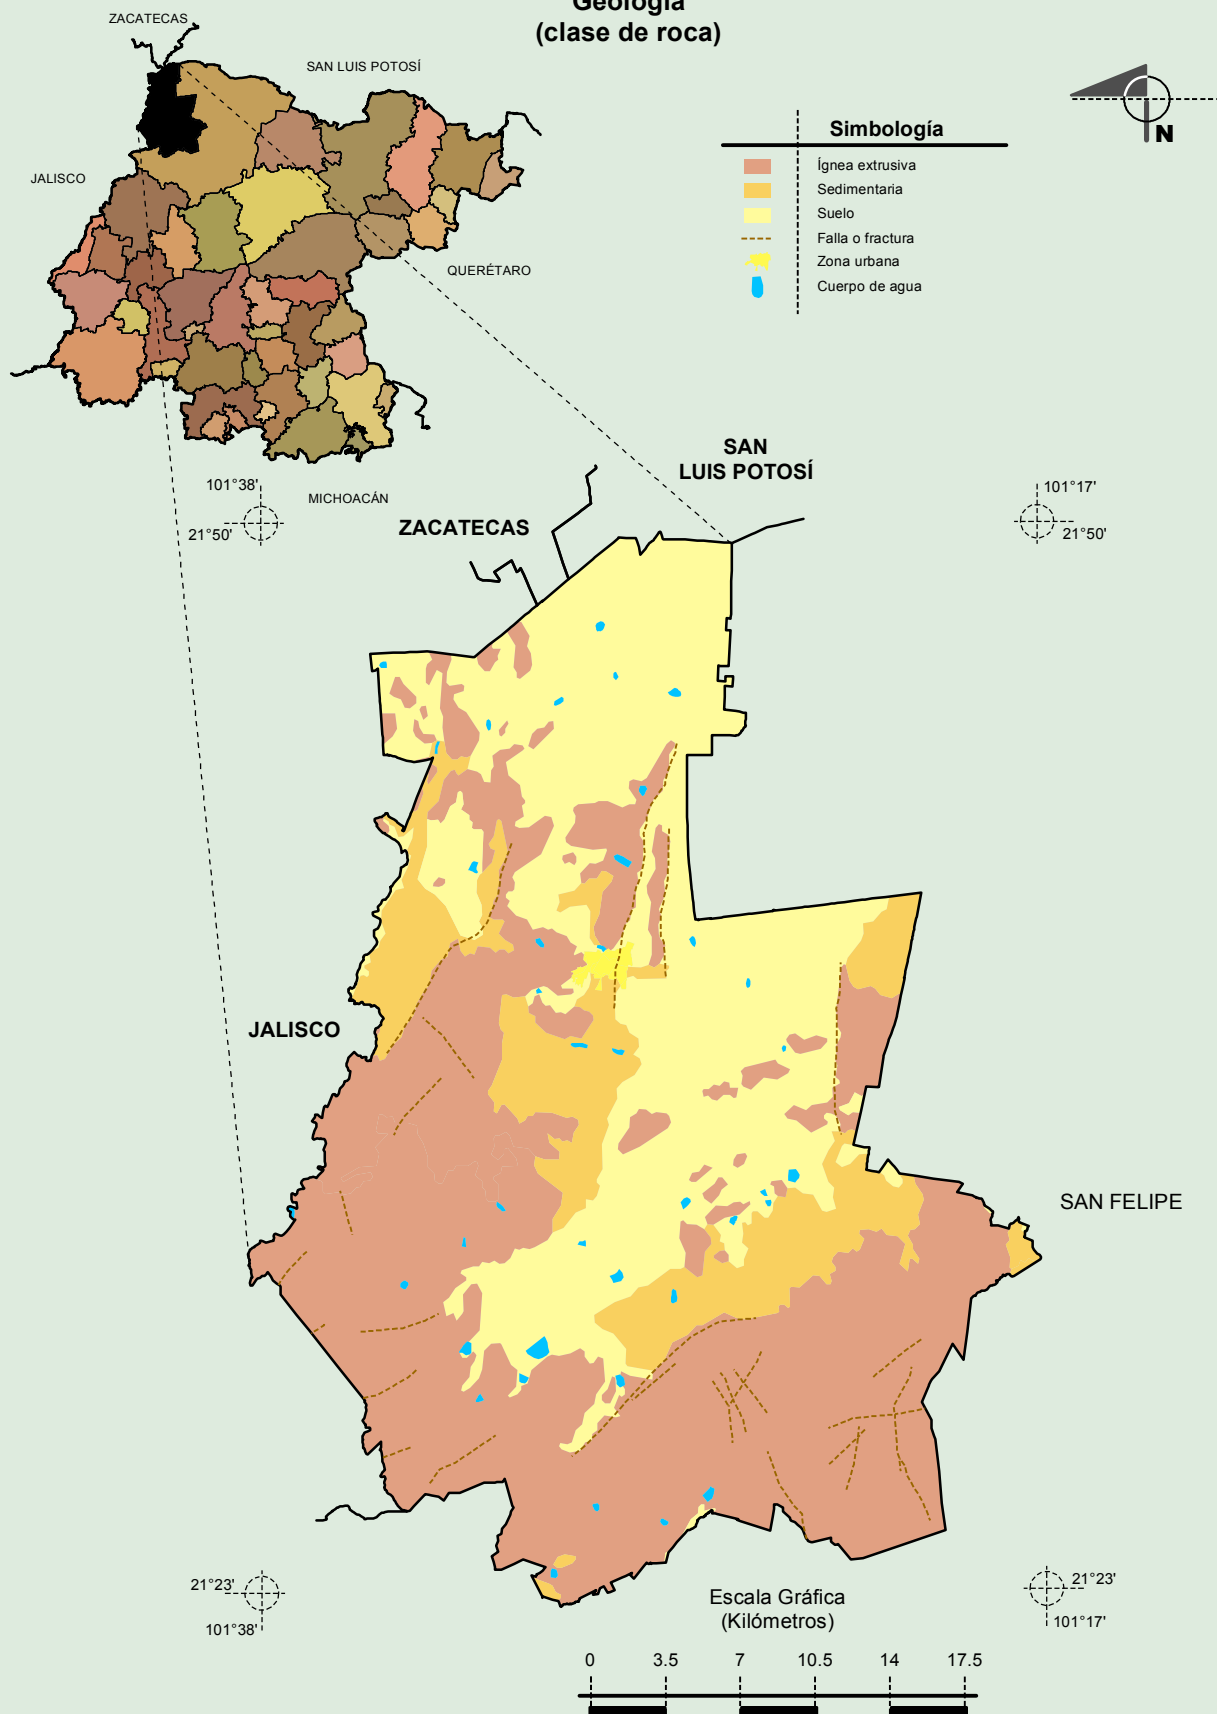 Geología
(clase de roca)
ZACATECAS
SAN LUIS POTOSÍ
JALISCO
QUERÉTARO
MICHOACÁN
N
Simbología
Ígnea extrusiva
Sedimentaria
Suelo
Falla o fractura
Zona urbana
Cuerpo de agua
SAN
LUIS POTOSÍ
ZACATECAS
101°38'
21°50'
101°17'
21°50'
JALISCO
SAN FELIPE
21°23'
101°38'
21°23'
101°17'
Escala Gráfica
(Kilómetros)
0 3.5 7 10.5 14 17.5